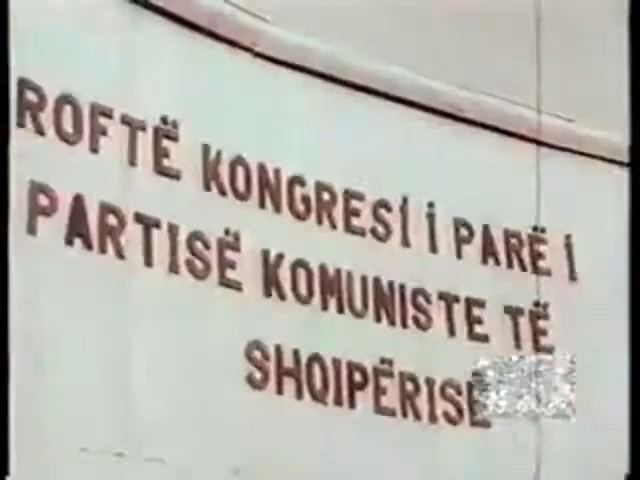 ROFTË KONGRESI I PARË I
PARTISË KOMUNISTE TË
SHQIPËRISË